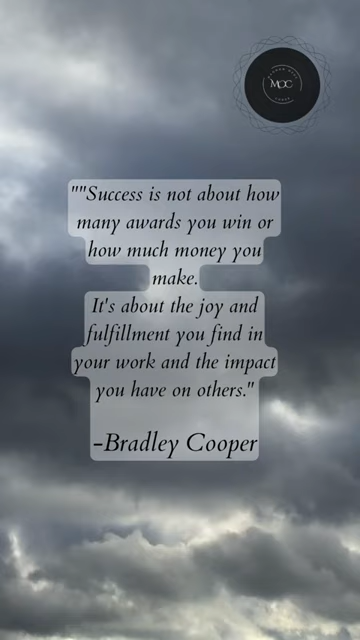 MOC
""Success is not about how
many awards you win or
how much money you
make.
It's about the joy and
fulfillment you find in
your work and the impact
you have on others."
-Bradley Cooper